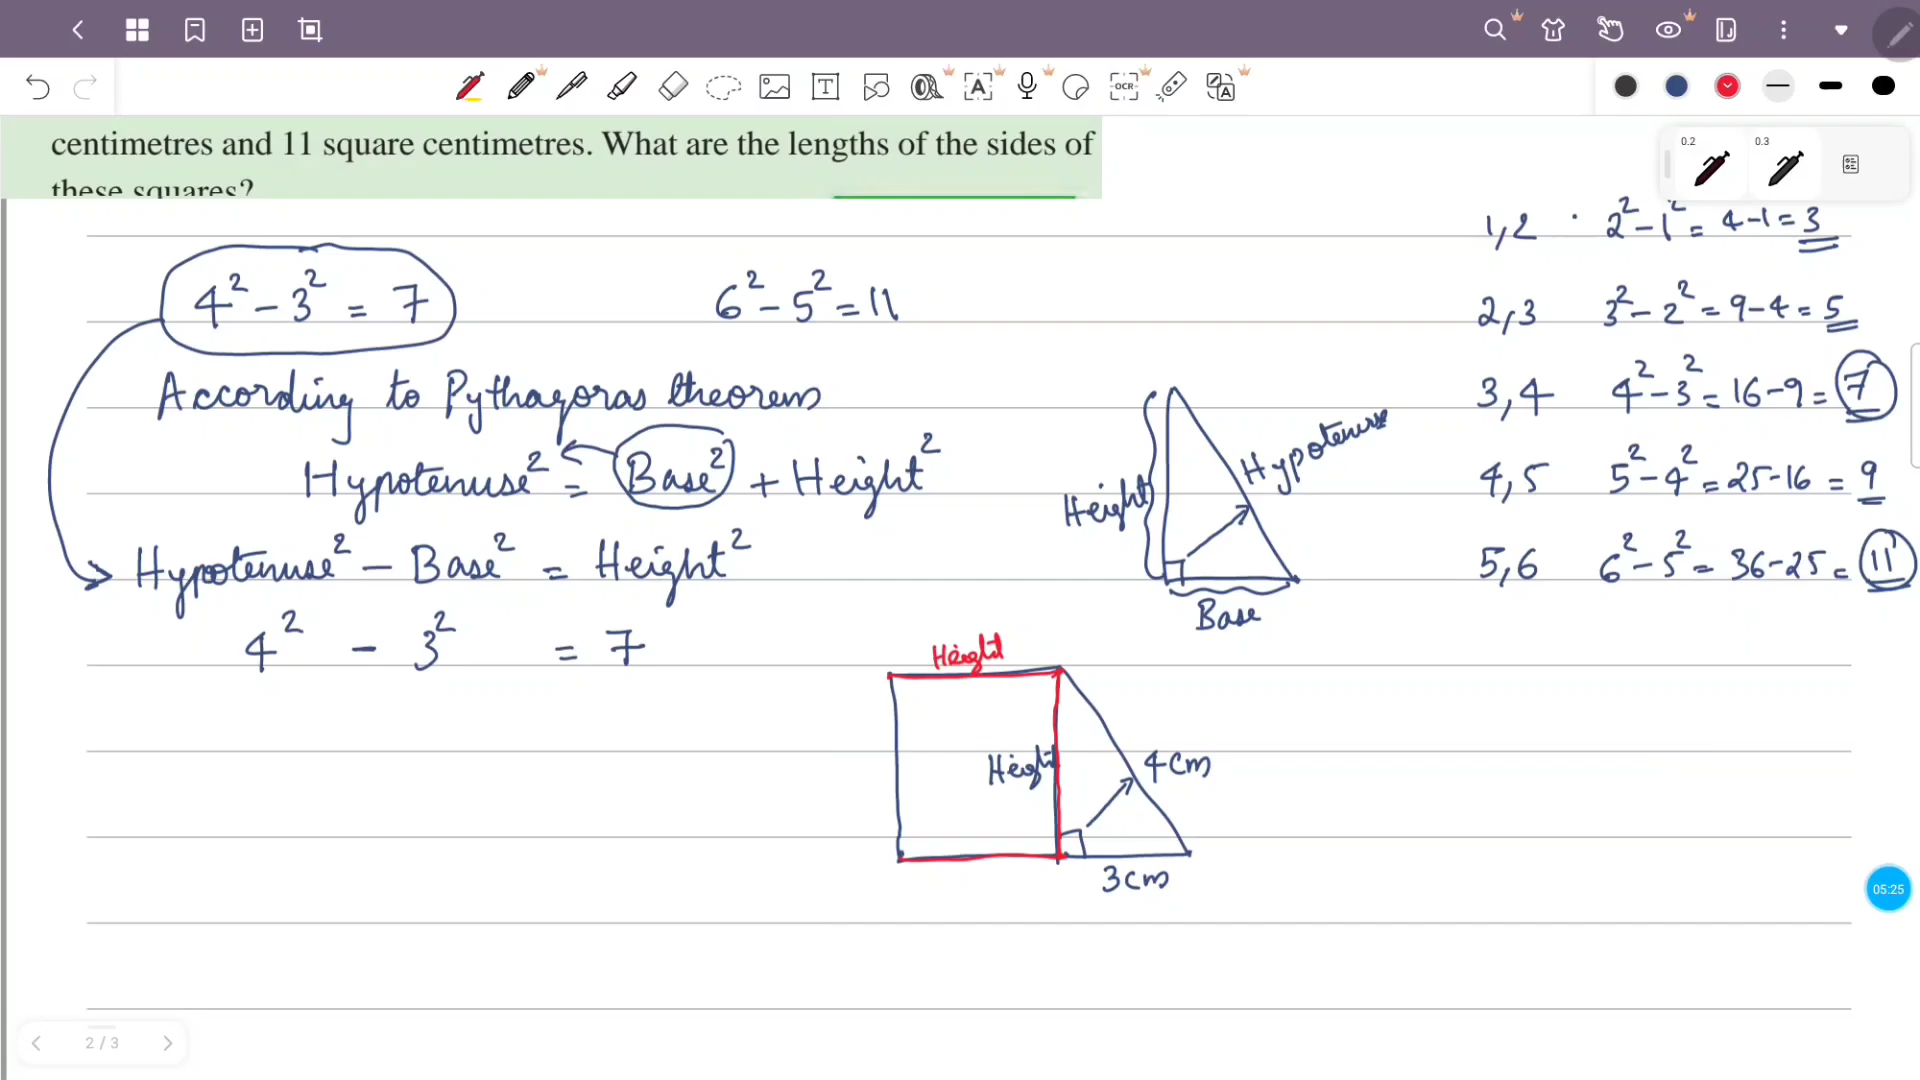 0.2 0.3
centimetres and 11 square centimetres. What are the lengths of the sides of
these squares?
1,2 2² - 1² = 4-1 = 3
4² - 3² = 7 6² - 5² = 11
2,3 3² - 2² = 9-4 = 5
According to Pythagoras theorem
3,4 4² - 3² = 16-9 = 7
Hypotenuse² = Base² + Height²
Height Hypotenuse
4,5 5² - 4² = 25-16 = 9
Hypotenuse² - Base² = Height²
5,6 6² - 5² = 36-25 = 11
Base
4² - 3² = 7
Height
Height 4cm
3cm
05:25
2 / 3
OCR
T
A
A